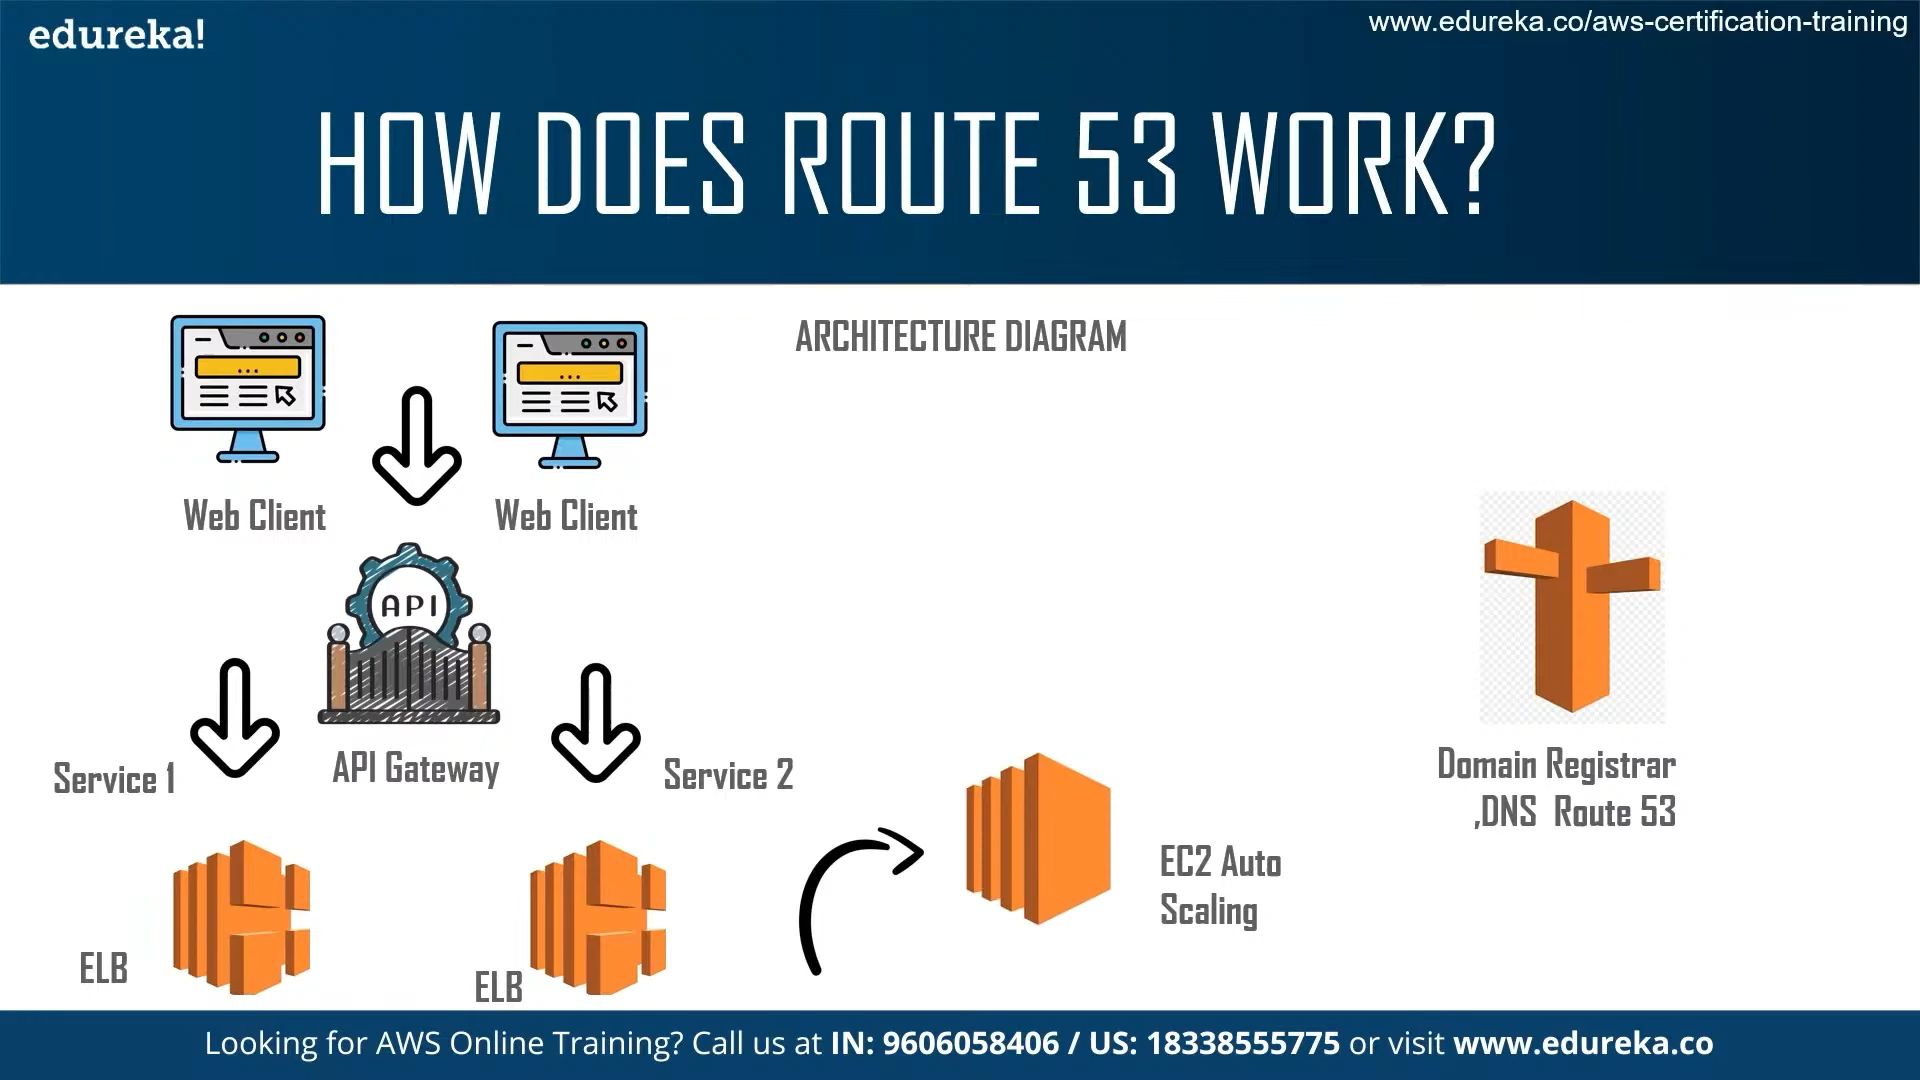 edureka!
www.edureka.co/aws-certification-training
HOW DOES ROUTE 53 WORK?
ARCHITECTURE DIAGRAM
Web Client
Web Client
API
API Gateway
Service 1
Service 2
ELB
ELB
EC2 Auto
Scaling
Domain Registrar
,DNS Route 53
Looking for AWS Online Training? Call us at IN: 9606058406 / US: 18338555775 or visit www.edureka.co